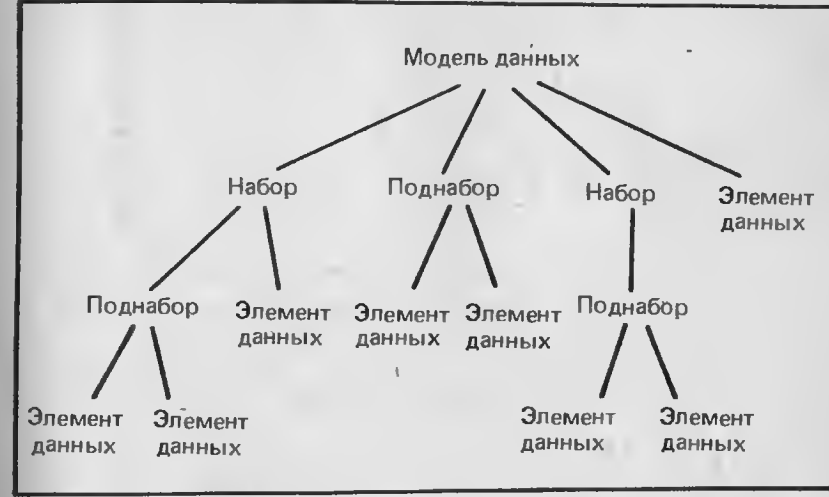 Модель данных
Набор
Поднабор
Набор
Элемент
данных
Поднабор
Элемент
данных
Элемент
данных
Элемент
данных
Поднабор
Элемент
данных
Элемент
данных
Элемент
данных
Элемент
данных